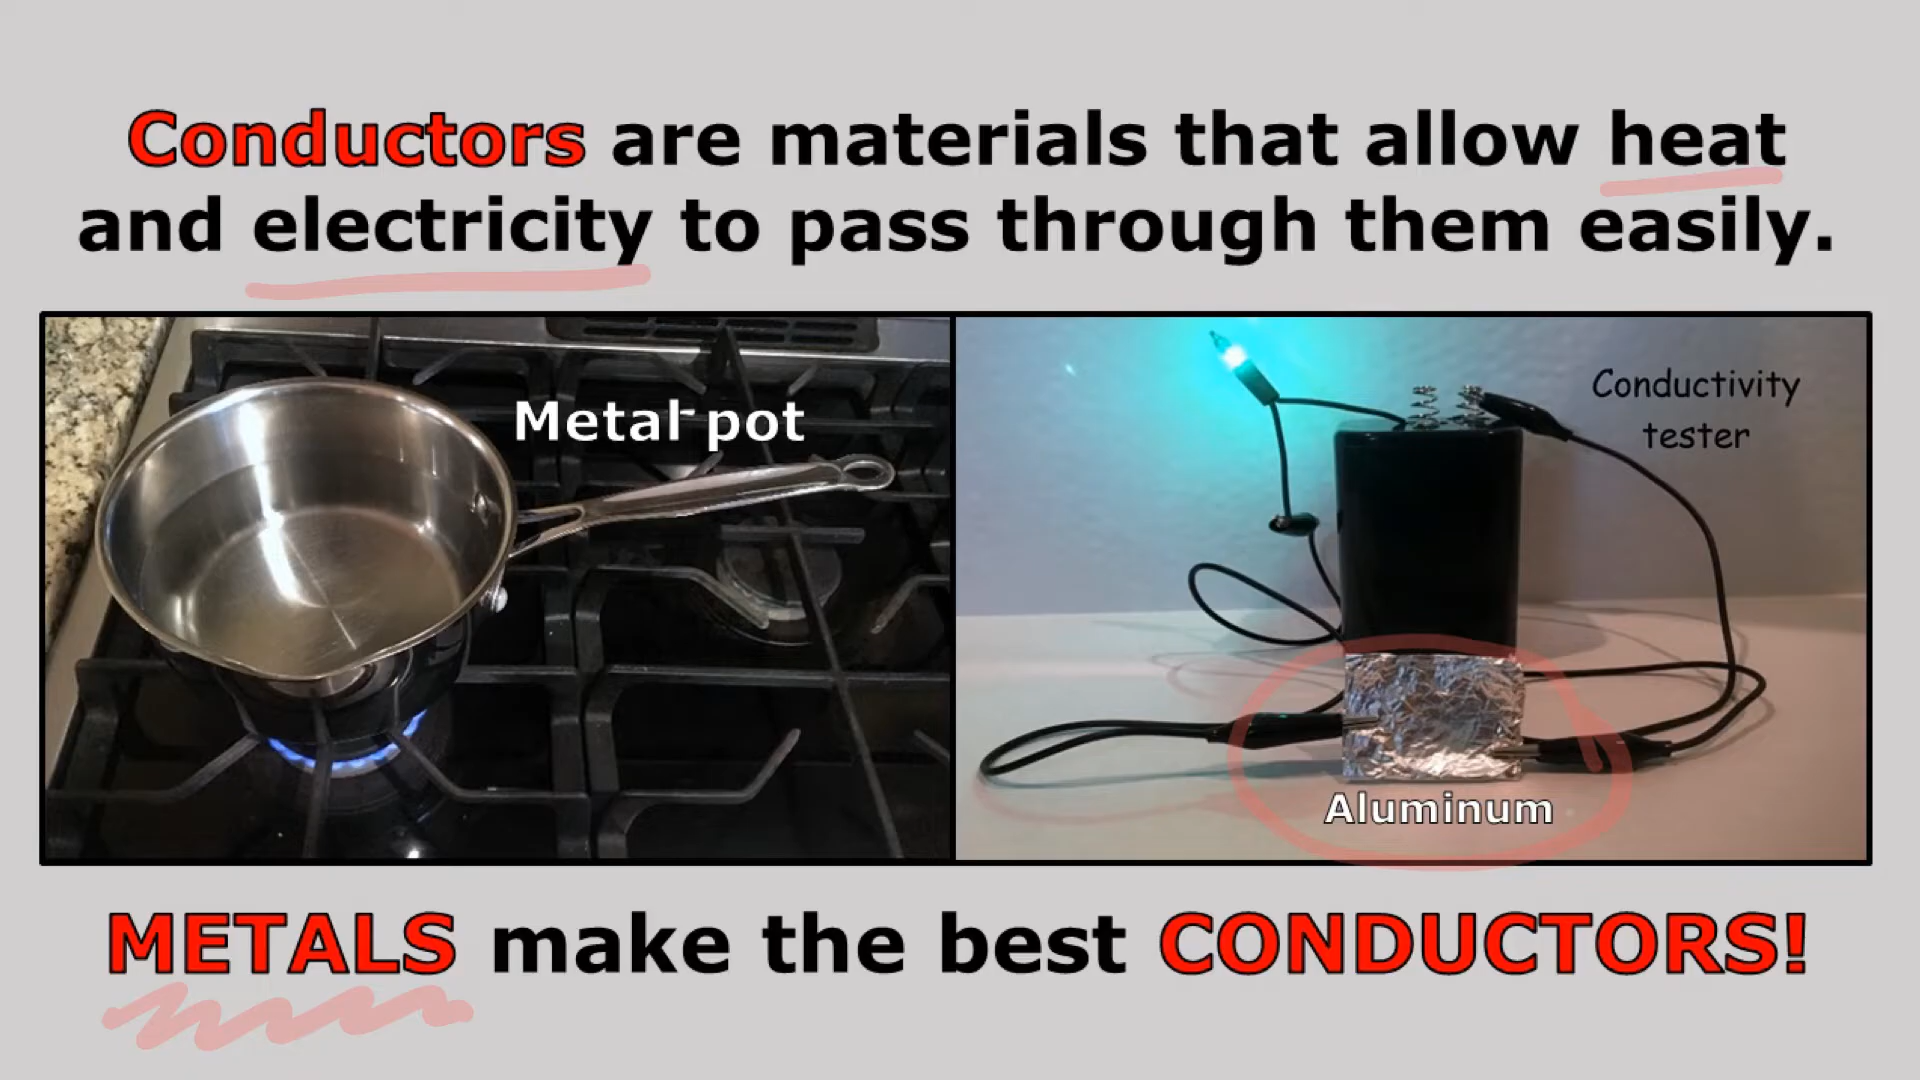 Conductors are materials that allow heat
and electricity to pass through them easily.
Metal pot
Conductivity
tester
Aluminum
METALS make the best CONDUCTORS!